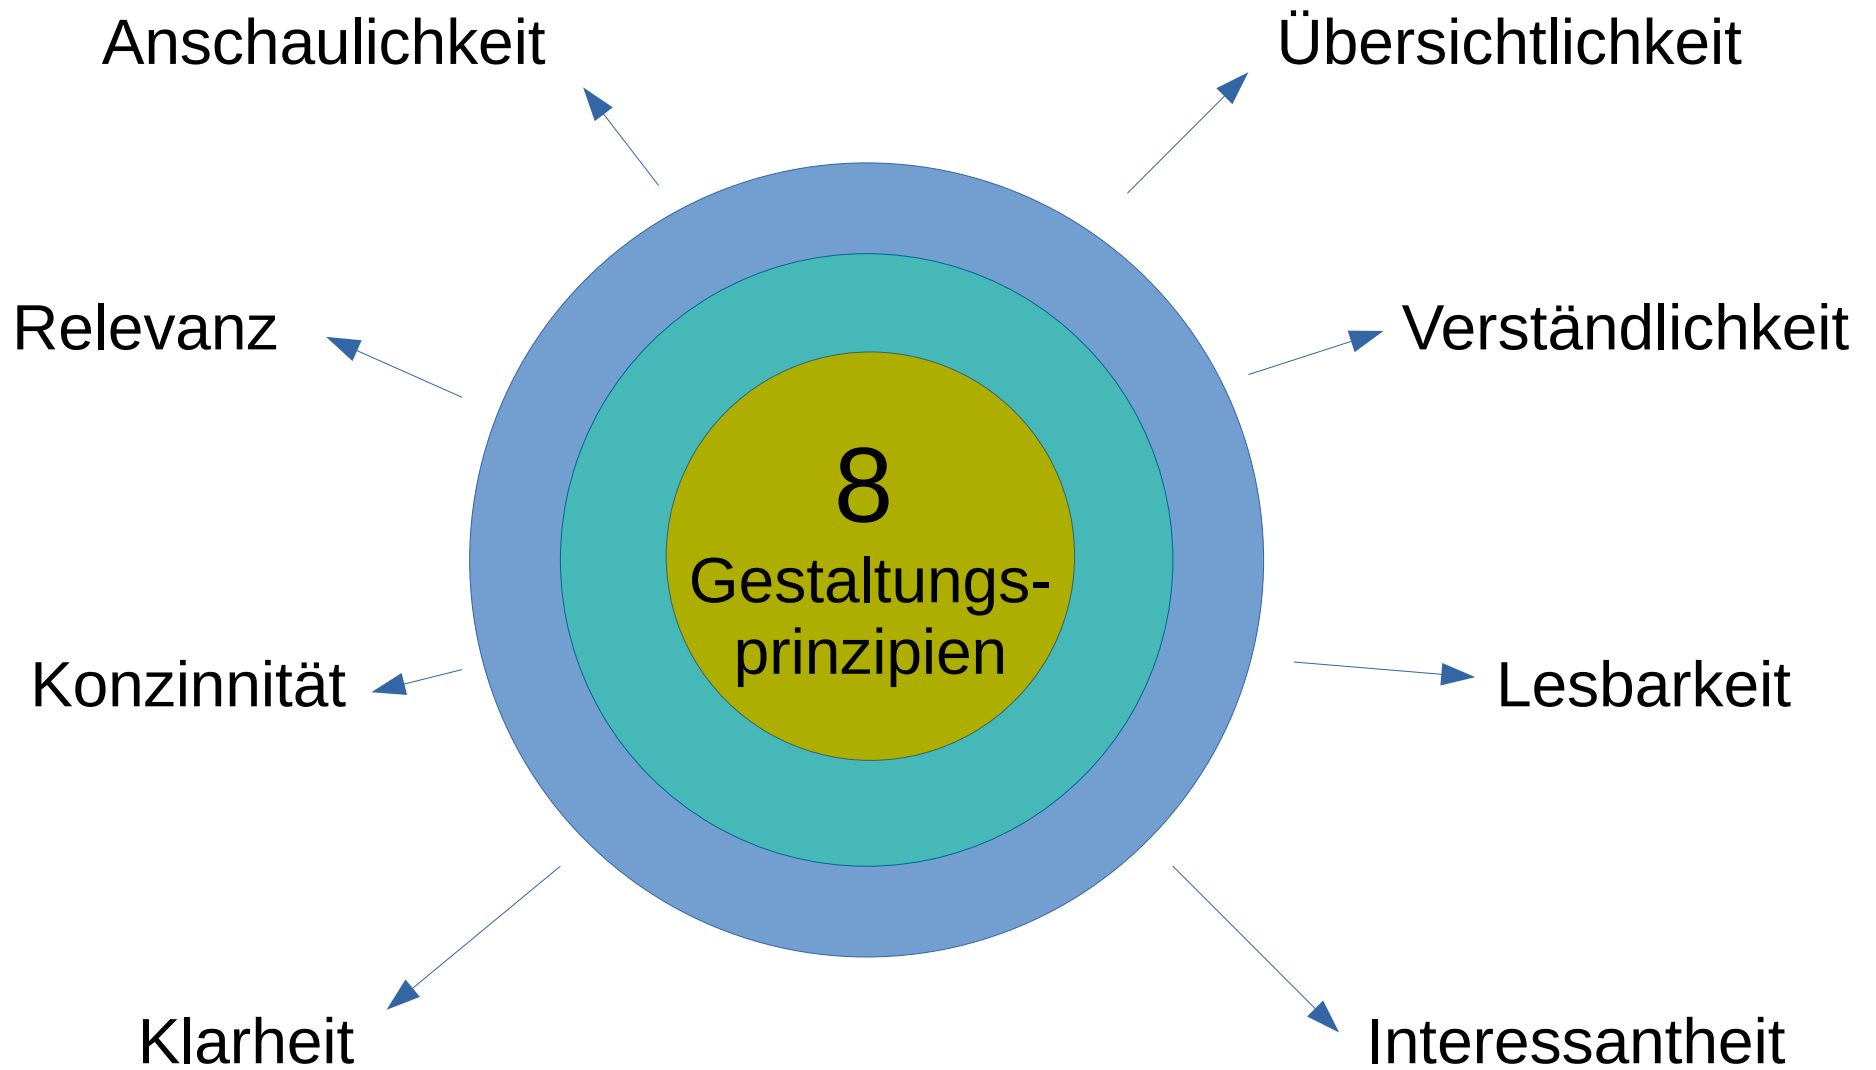 Anschaulichkeit
Übersichtlichkeit
Relevanz
Verständlichkeit
8
Gestaltungs-
prinzipien
Konzinnität
Lesbarkeit
Klarheit
Interessantheit